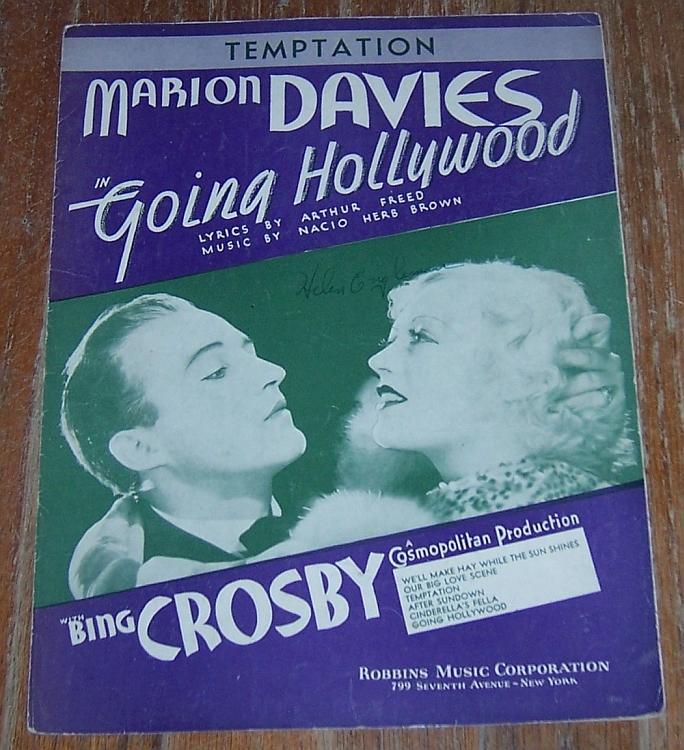 TEMPTATION
MARION DAVIES
IN
Going Hollywood
LYRICS BY ARTHUR FREED
MUSIC BY NACIO HERB BROWN
Helen
A Cosmopolitan Production
WE'LL MAKE HAY WHILE THE SUN SHINES
OUR BIG LOVE SCENE
TEMPTATION
AFTER SUNDOWN
CINDERELLA'S FELLA
GOING HOLLYWOOD
WITH BING CROSBY
ROBBINS MUSIC CORPORATION
799 SEVENTH AVENUE - NEW YORK